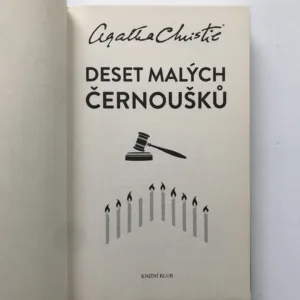 Agatha Christie
DESET MALÝCH
ČERNOUŠKŮ
KNIŽNÍ KLUB